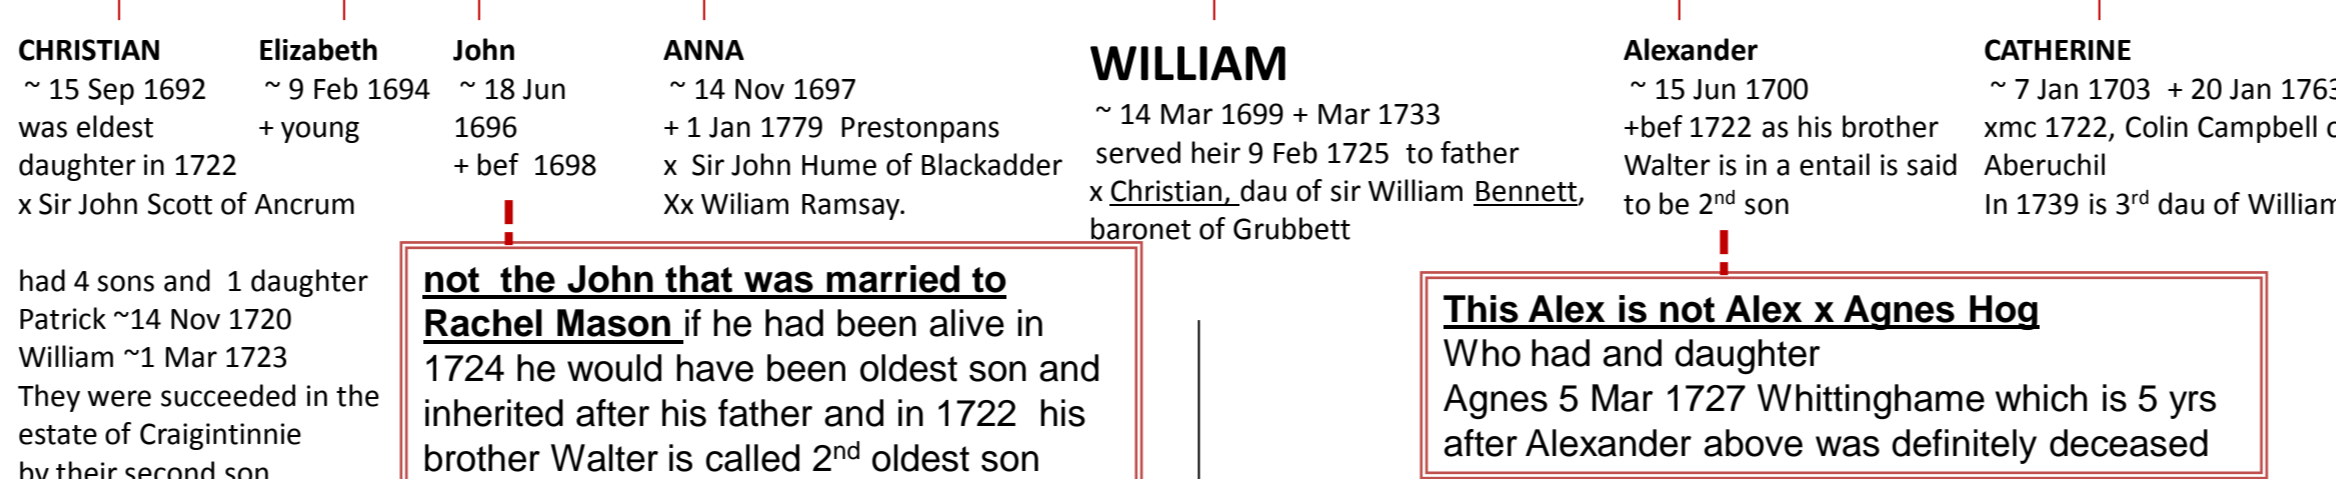 CHRISTIAN
~ 15 Sep 1692
was eldest
daughter in 1722
x Sir John Scott of Ancrum
had 4 sons and 1 daughter
Patrick ~14 Nov 1720
William ~1 Mar 1723
They were succeeded in the
estate of Craigintinnie
by their second son
Elizabeth
~ 9 Feb 1694
+ young
John
~ 18 Jun
1696
+ bef 1698
not the John that was married to
Rachel Mason if he had been alive in
1724 he would have been oldest son and
inherited after his father and in 1722 his
brother Walter is called 2nd oldest son
ANNA
~ 14 Nov 1697
+ 1 Jan 1779 Prestonpans
x Sir John Hume of Blackadder
Xx Wiliam Ramsay.
WILLIAM
~ 14 Mar 1699 + Mar 1733
served heir 9 Feb 1725 to father
x Christian, dau of sir William Bennett,
baronet of Grubbett
Alexander
~ 15 Jun 1700
+bef 1722 as his brother
Walter is in a entail is said
to be 2nd son
This Alex is not Alex x Agnes Hog
Who had and daughter
Agnes 5 Mar 1727 Whittinghame which is 5 yrs
after Alexander above was definitely deceased
CATHERINE
~ 7 Jan 1703 + 20 Jan 1763
xmc 1722, Colin Campbell
Aberuchil
In 1739 is 3rd dau of William